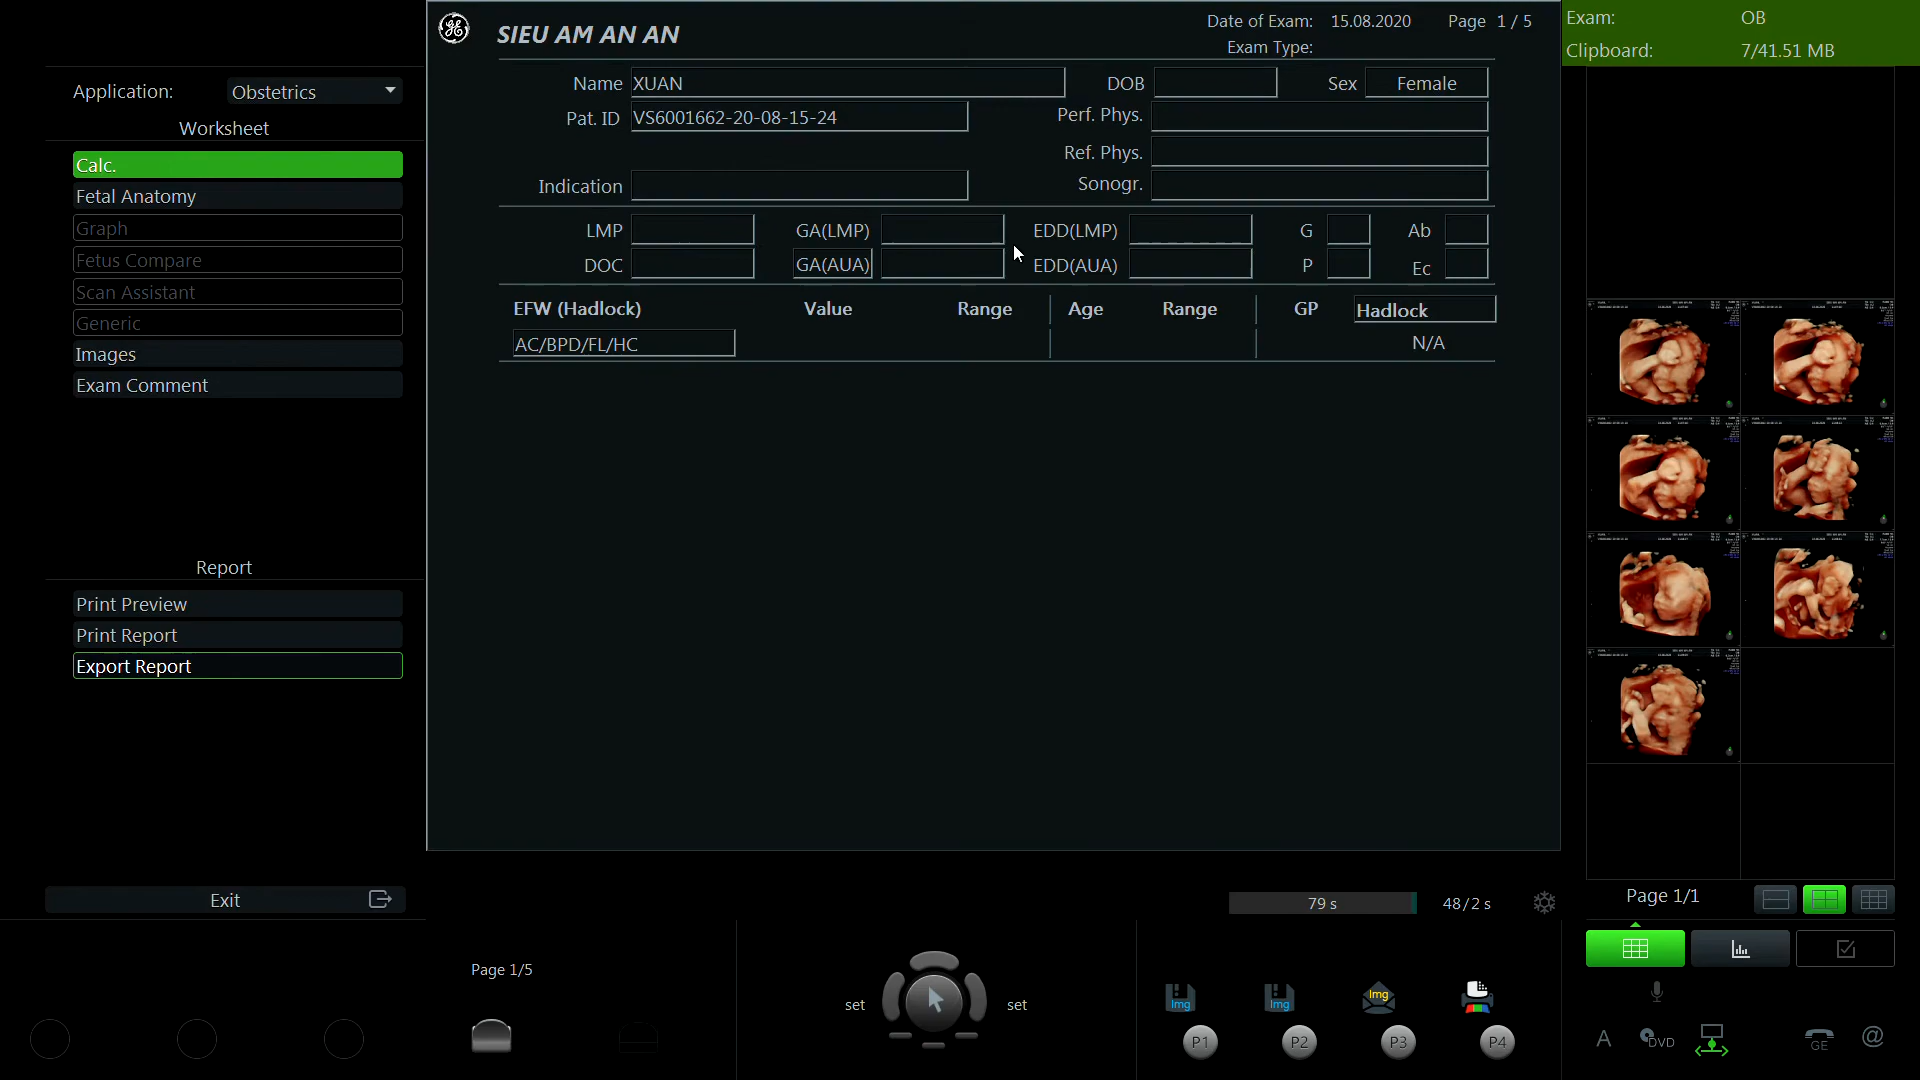 SIEU AM AN AN
Date of Exam: 15.08.2020 Page 1 / 5
Exam Type:
Exam: OB
Clipboard: 7/41.51 MB
Application: Obstetrics
Worksheet
Calc.
Fetal Anatomy
Graph
Fetus Compare
Scan Assistant
Generic
Images
Exam Comment
Report
Print Preview
Print Report
Export Report
Exit
Name XUAN DOB Sex Female
Pat. ID VS6001662-20-08-15-24 Perf. Phys.
Ref. Phys.
Indication Sonogr.
LMP GA(LMP) EDD(LMP) G Ab
DOC GA(AUA) EDD(AUA) P Ec
EFW (Hadlock) Value Range Age Range GP Hadlock
AC/BPD/FL/HC N/A
79 s 48/2 s
Page 1/1
Page 1/5
set set
Img Img Img
P1 P2 P3 P4
A DVD GE @